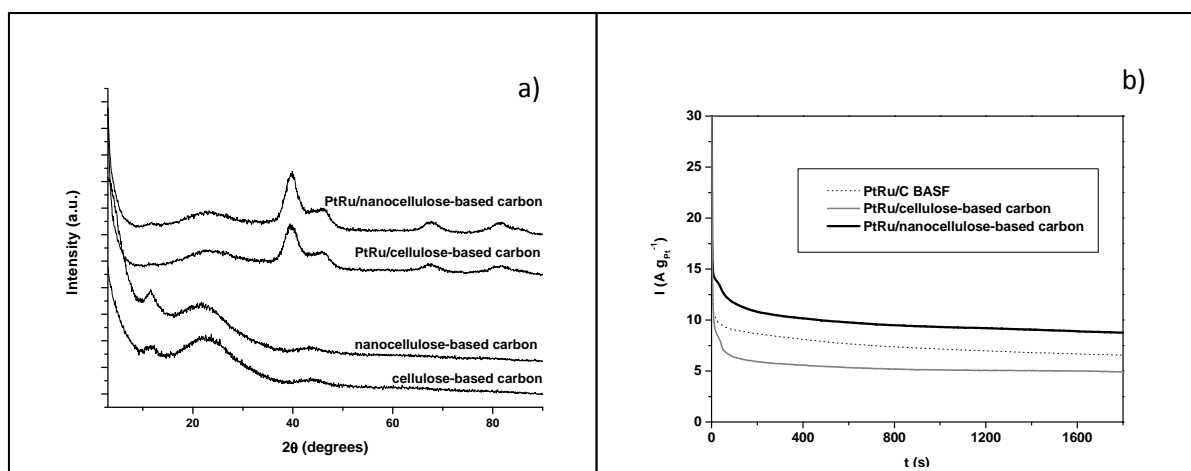 a)
Intensity (a.u.)
PtRu/nanocellulose-based carbon
PtRu/cellulose-based carbon
nanocellulose-based carbon
cellulose-based carbon
20 40 60 80
2θ (degrees)
b)
30
25
20
15
10
5
0
I (A gPt-1)
PtRu/C BASF
PtRu/cellulose-based carbon
PtRu/nanocellulose-based carbon
0 400 800 1200 1600
t (s)